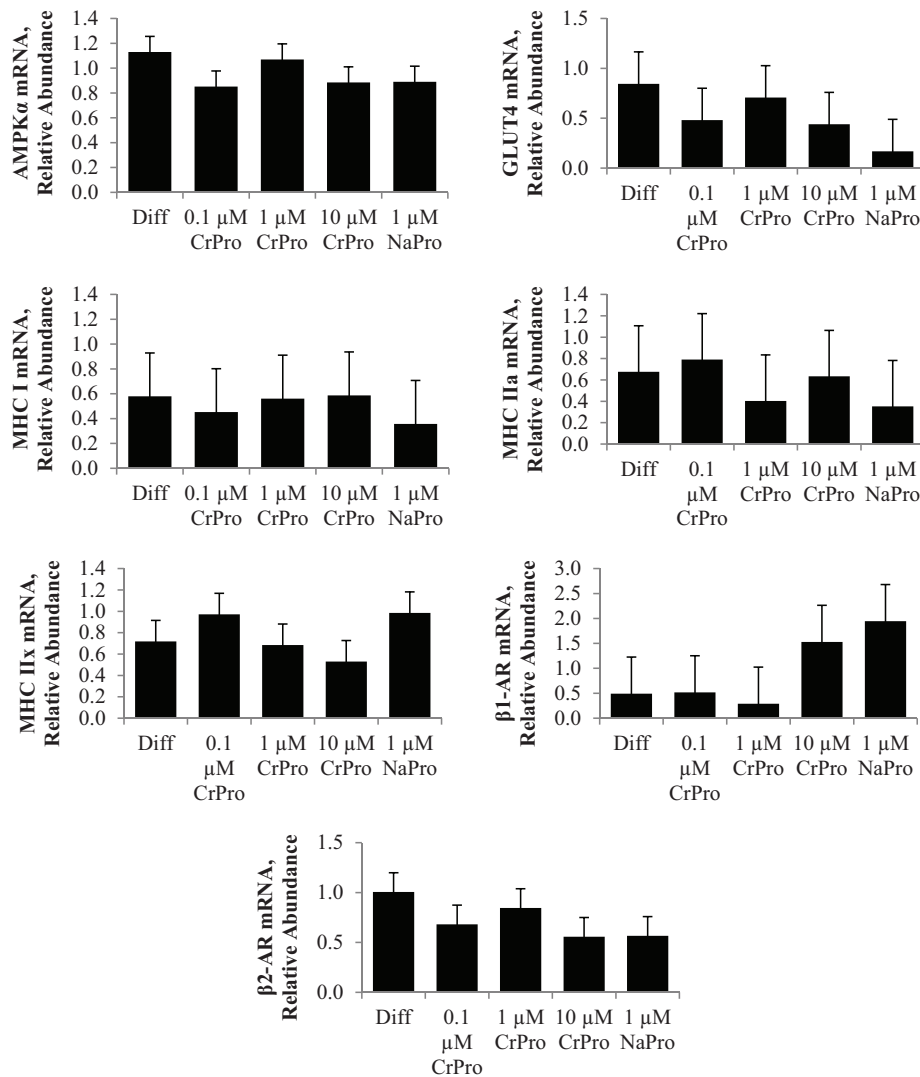 AMPKα mRNA,
Relative Abundance
1.4
1.2
1.0
0.8
0.6
0.4
0.2
0.0
Diff 0.1 µM 1 µM 10 µM 1 µM
CrPro CrPro CrPro NaPro
GLUT4 mRNA,
Relative Abundance
1.5
1.0
0.5
0.0
Diff 0.1 1 µM 10 µM 1 µM
µM CrPro CrPro NaPro
CrPro
MHC I mRNA,
Relative Abundance
1.4
1.2
1.0
0.8
0.6
0.4
0.2
0.0
Diff 0.1 µM 1 µM 10 µM 1 µM
CrPro CrPro CrPro NaPro
MHC IIa mRNA,
Relative Abundance
1.4
1.2
1.0
0.8
0.6
0.4
0.2
0.0
Diff 0.1 1 µM 10 µM 1 µM
µM CrPro CrPro NaPro
CrPro
MHC IIx mRNA,
Relative Abundance
1.4
1.2
1.0
0.8
0.6
0.4
0.2
0.0
Diff 0.1 1 µM 10 µM 1 µM
µM CrPro CrPro NaPro
CrPro
β1-AR mRNA,
Relative Abundance
3.0
2.5
2.0
1.5
1.0
0.5
0.0
Diff 0.1 1 µM 10 µM 1 µM
µM CrPro CrPro NaPro
CrPro
β2-AR mRNA,
Relative Abundance
1.5
1.0
0.5
0.0
Diff 0.1 1 µM 10 µM 1 µM
µM CrPro CrPro NaPro
CrPro